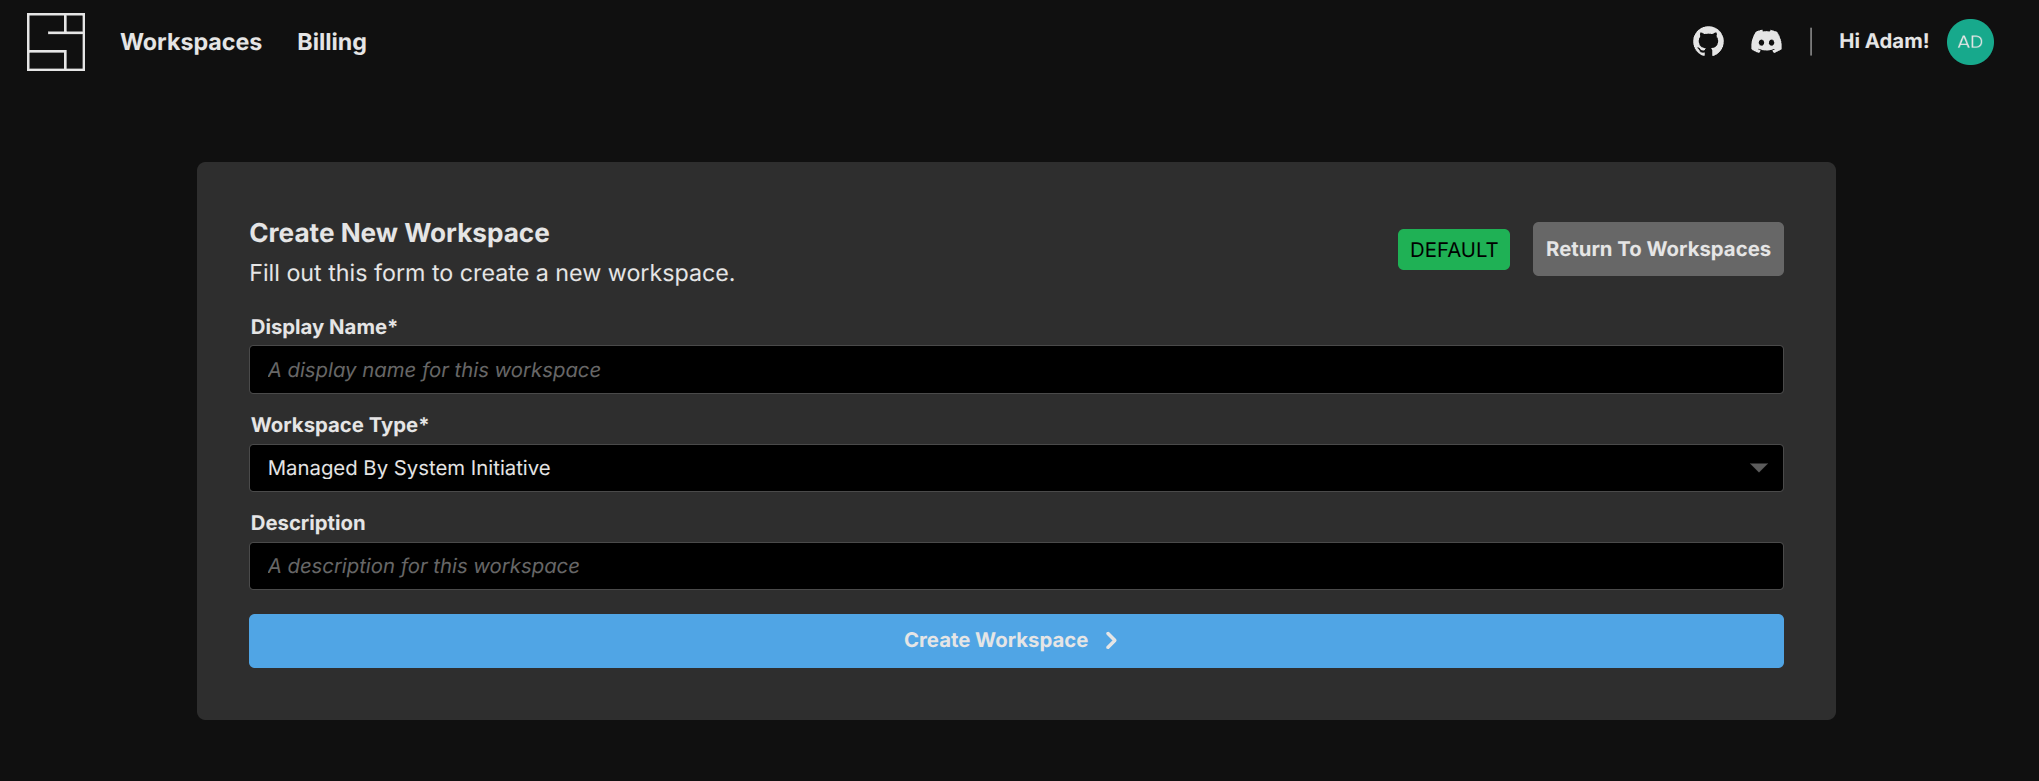 Workspaces Billing Hi Adam! AD
Create New Workspace
Fill out this form to create a new workspace.
DEFAULT Return To Workspaces
Display Name*
A display name for this workspace
Workspace Type*
Managed By System Initiative
Description
A description for this workspace
Create Workspace